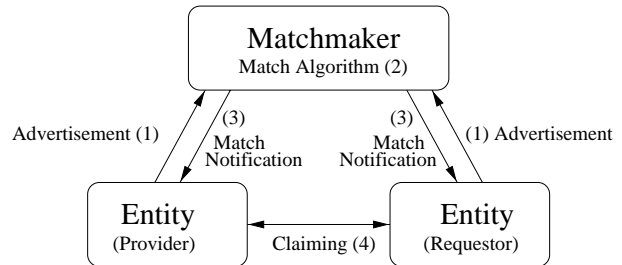 Matchmaker
Match Algorithm (2)
Advertisement (1)
(3)
Match
Notification
(3)
Match
Notification
(1) Advertisement
Entity
(Provider)
Claiming (4)
Entity
(Requestor)